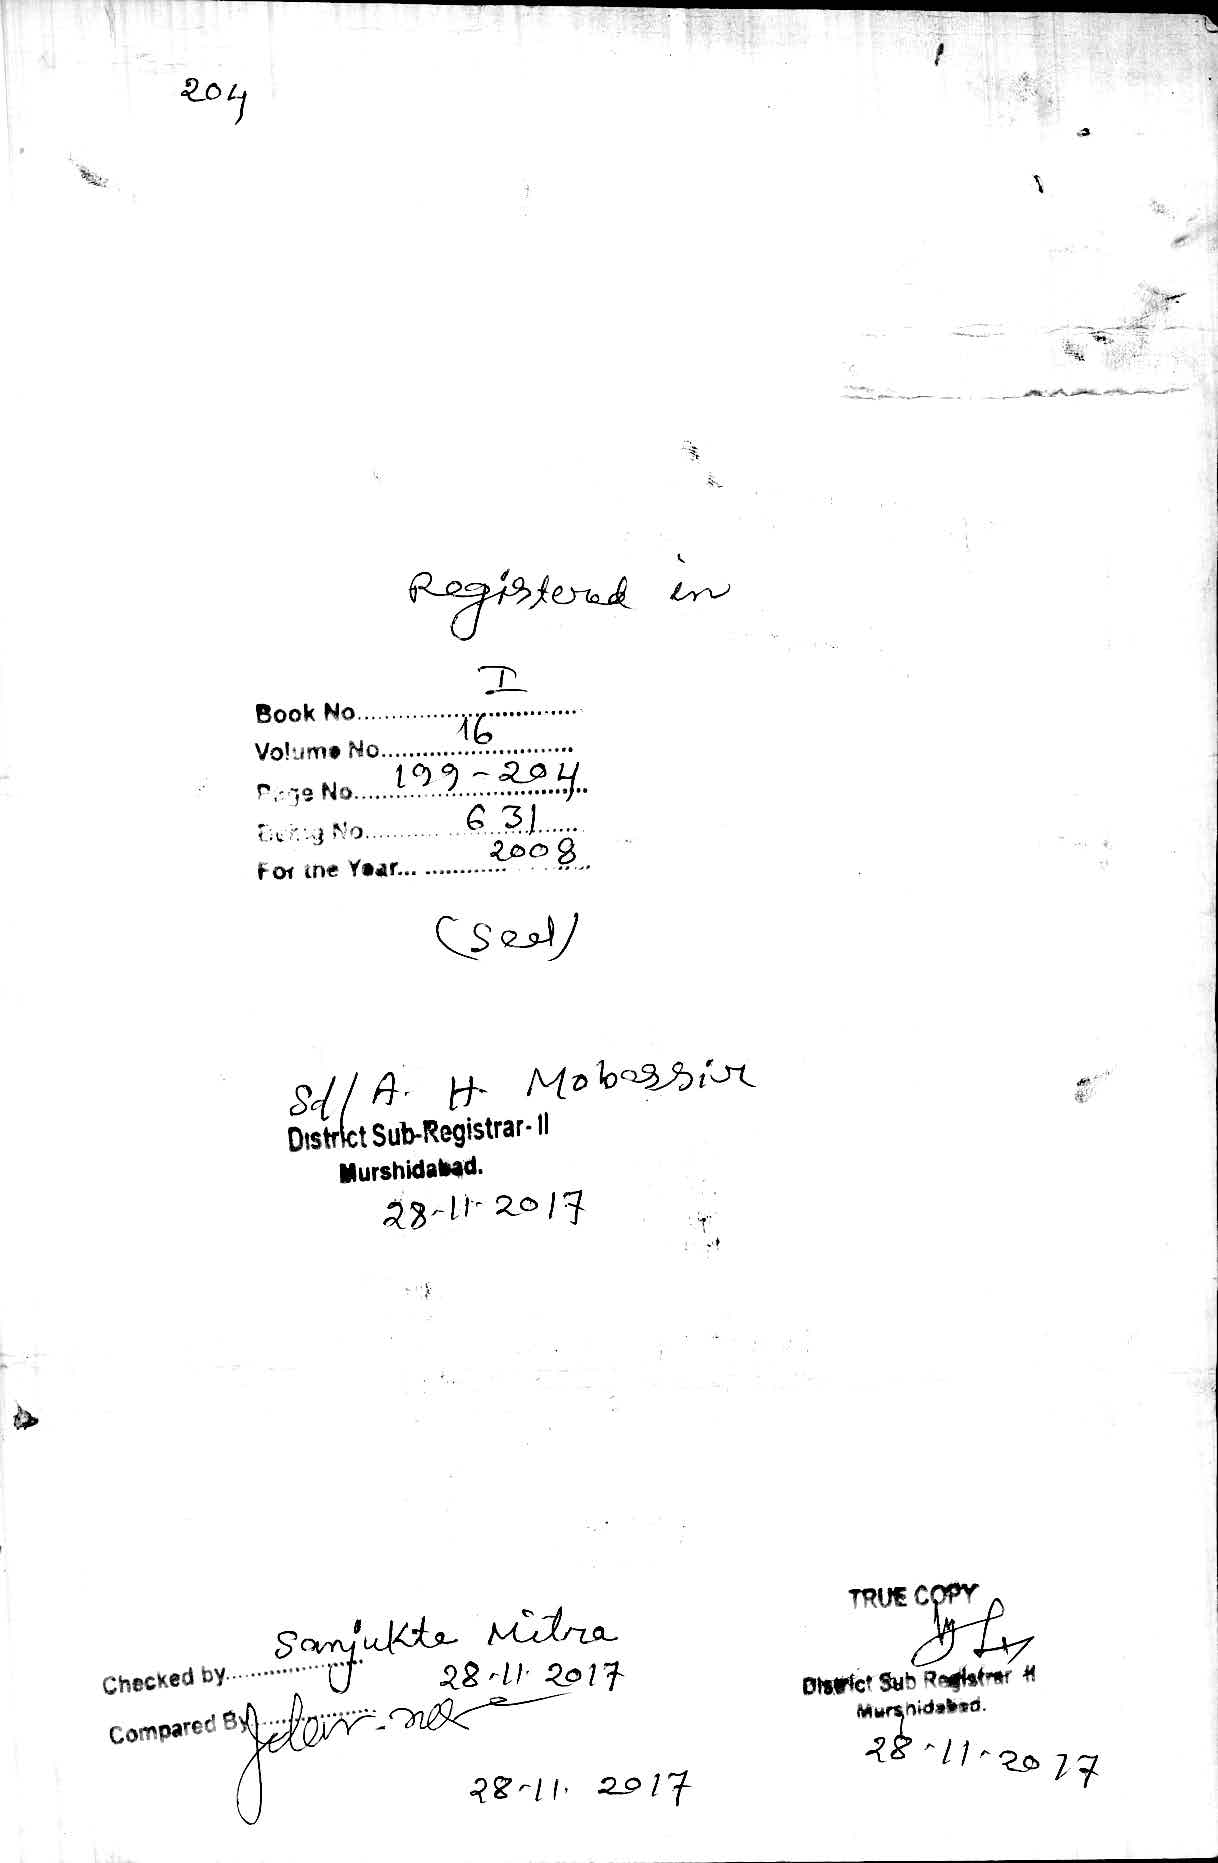 204
Registered in
Book No. I
Volume No. 16
Page No. 199-204
Being No. 631
For the Year... 2008
(Seal)
Sd/ A. H. Mobassir
District Sub-Registrar-II
Murshidabad.
28-11-2017
Checked by Sanjukta Mitra
28-11-2017
Compared By
28-11-2017
TRUE COPY
District Sub Registrar II
Murshidabad.
28-11-2017